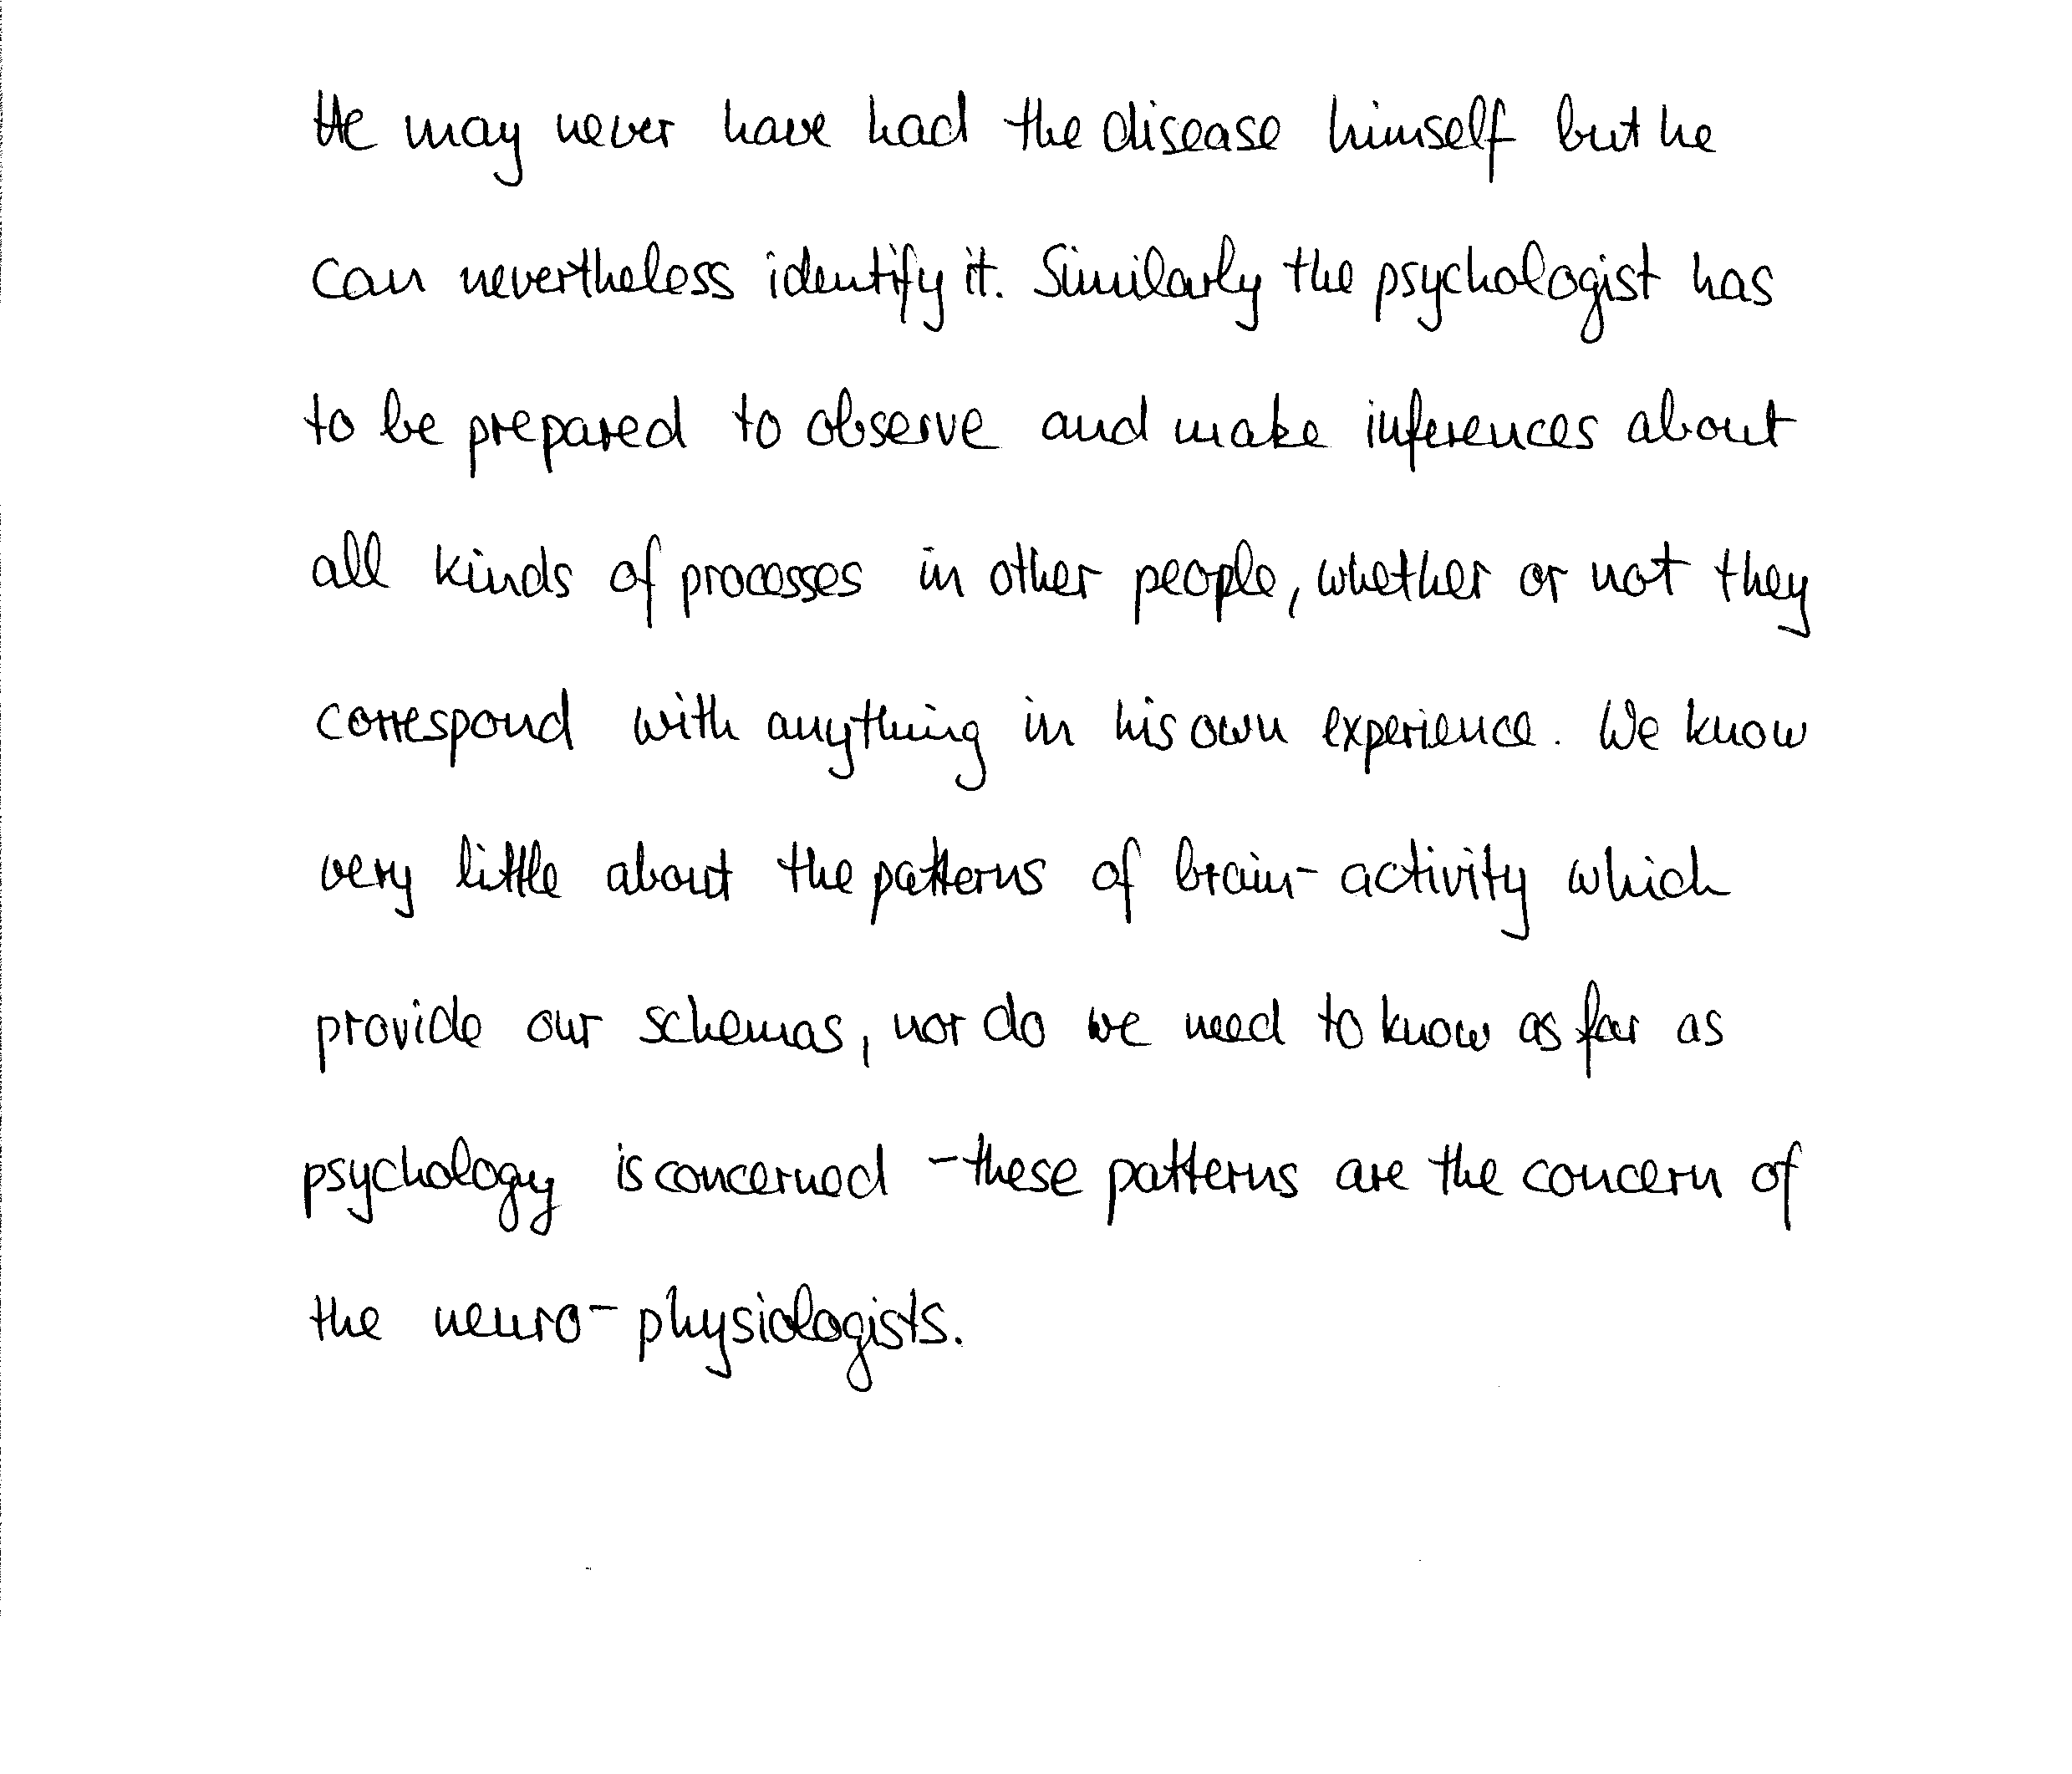 He may never have had the disease himself but he
can nevertheless identify it. Similarly the psychologist has
to be prepared to observe and make inferences about
all kinds of processes in other people, whether or not they
correspond with anything in his own experience. We know
very little about the patterns of brain-activity which
provide our schemas, nor do we need to know as far as
psychology is concerned - these patterns are the concern of
the neuro-physiologists.